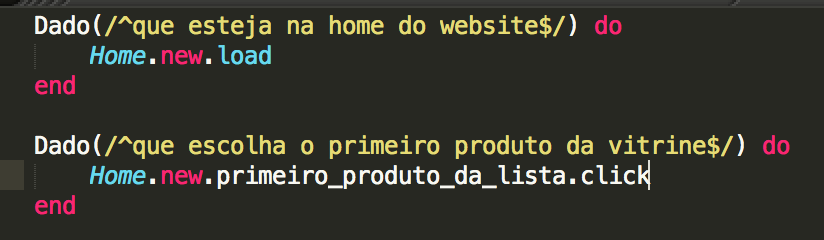 Dado(/^que esteja na home do website$/) do
    Home.new.load
end
Dado(/^que escolha o primeiro produto da vitrine$/) do
    Home.new.primeiro_produto_da_lista.click
end